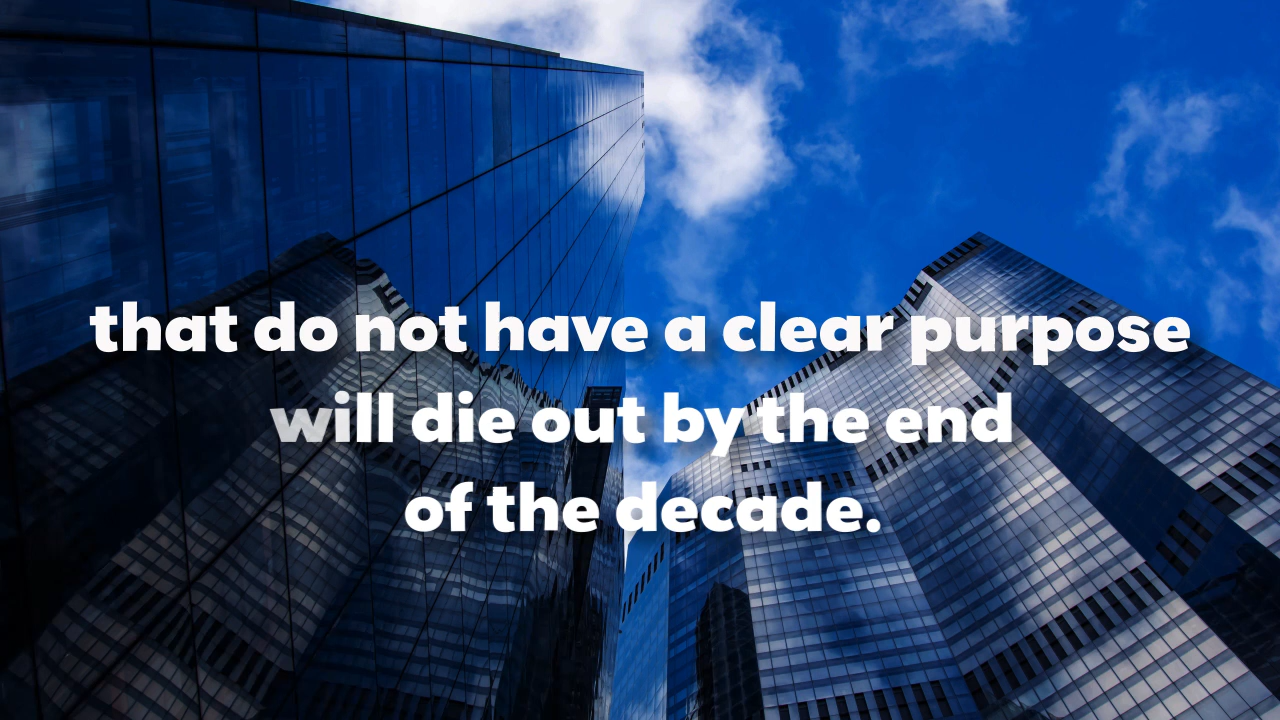 that do not have a clear purpose
will die out by the end
of the decade.